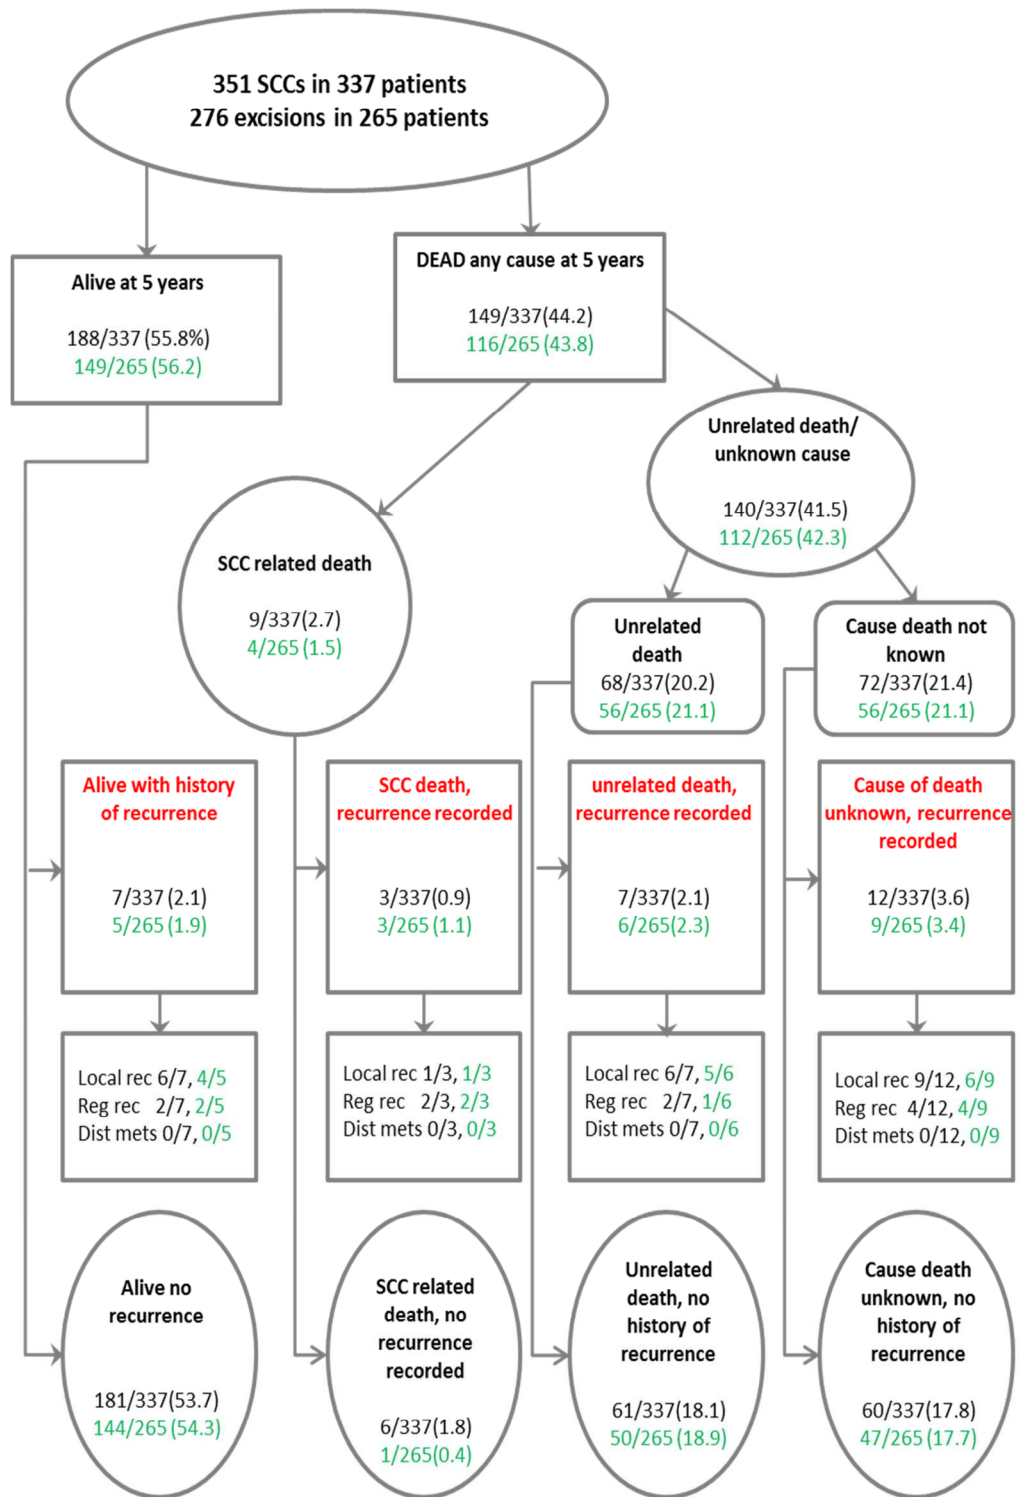 351 SCCs in 337 patients
276 excisions in 265 patients
Alive at 5 years
188/337 (55.8%)
149/265 (56.2)
DEAD any cause at 5 years
149/337(44.2)
116/265 (43.8)
Unrelated death/
unknown cause
140/337(41.5)
112/265 (42.3)
SCC related death
9/337(2.7)
4/265 (1.5)
Unrelated
death
68/337(20.2)
56/265 (21.1)
Cause death not
known
72/337(21.4)
56/265 (21.1)
Alive with history
of recurrence
7/337 (2.1)
5/265 (1.9)
SCC death,
recurrence recorded
3/337(0.9)
3/265 (1.1)
unrelated death,
recurrence recorded
7/337(2.1)
6/265(2.3)
Cause of death
unknown, recurrence
recorded
12/337(3.6)
9/265 (3.4)
Local rec 6/7, 4/5
Reg rec 2/7, 2/5
Dist mets 0/7, 0/5
Local rec 1/3, 1/3
Reg rec 2/3, 2/3
Dist mets 0/3, 0/3
Local rec 6/7, 5/6
Reg rec 2/7, 1/6
Dist mets 0/7, 0/6
Local rec 9/12, 6/9
Reg rec 4/12, 4/9
Dist mets 0/12, 0/9
Alive no
recurrence
181/337(53.7)
144/265 (54.3)
SCC related
death, no
recurrence
recorded
6/337(1.8)
1/265(0.4)
Unrelated
death, no
history of
recurrence
61/337(18.1)
50/265 (18.9)
Cause death
unknown, no
history of
recurrence
60/337(17.8)
47/265 (17.7)